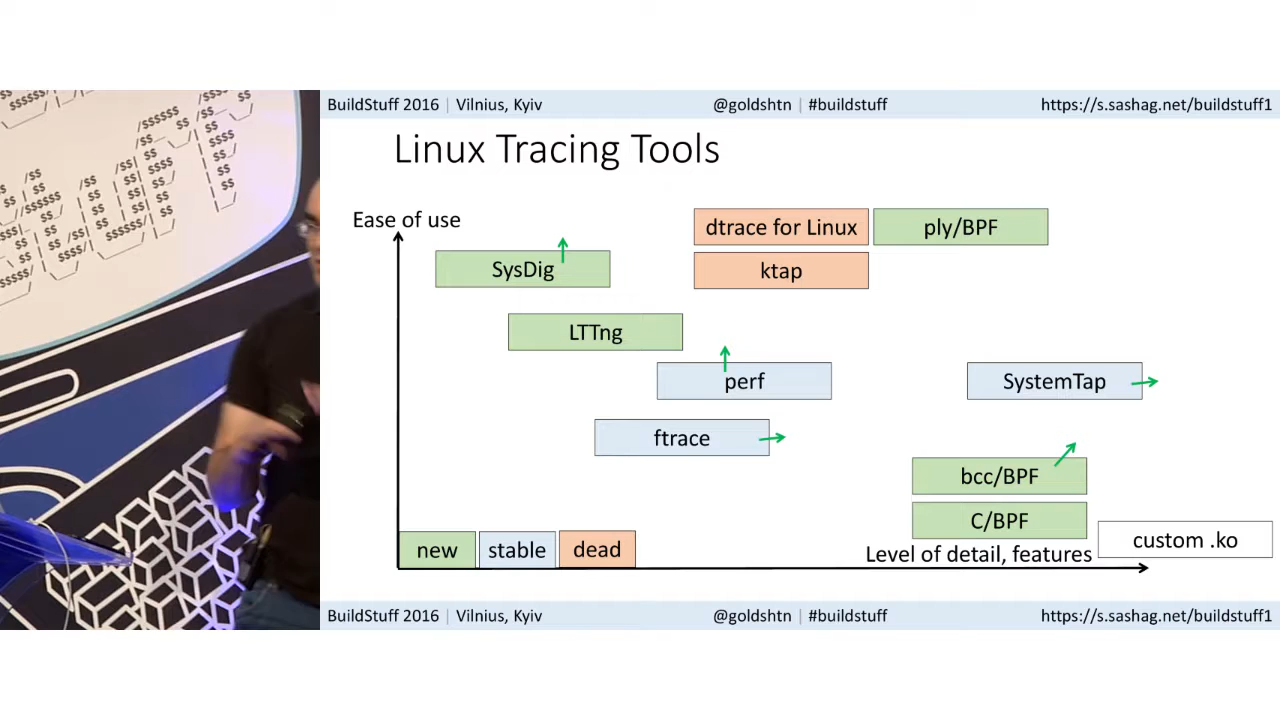 BuildStuff 2016 | Vilnius, Kyiv @goldshtn | #buildstuff https://s.sashag.net/buildstuff1
Linux Tracing Tools
Ease of use
dtrace for Linux ply/BPF
SysDig ktap
LTTng
perf SystemTap
ftrace
bcc/BPF
C/BPF
custom .ko
new stable dead
Level of detail, features
BuildStuff 2016 | Vilnius, Kyiv @goldshtn | #buildstuff https://s.sashag.net/buildstuff1